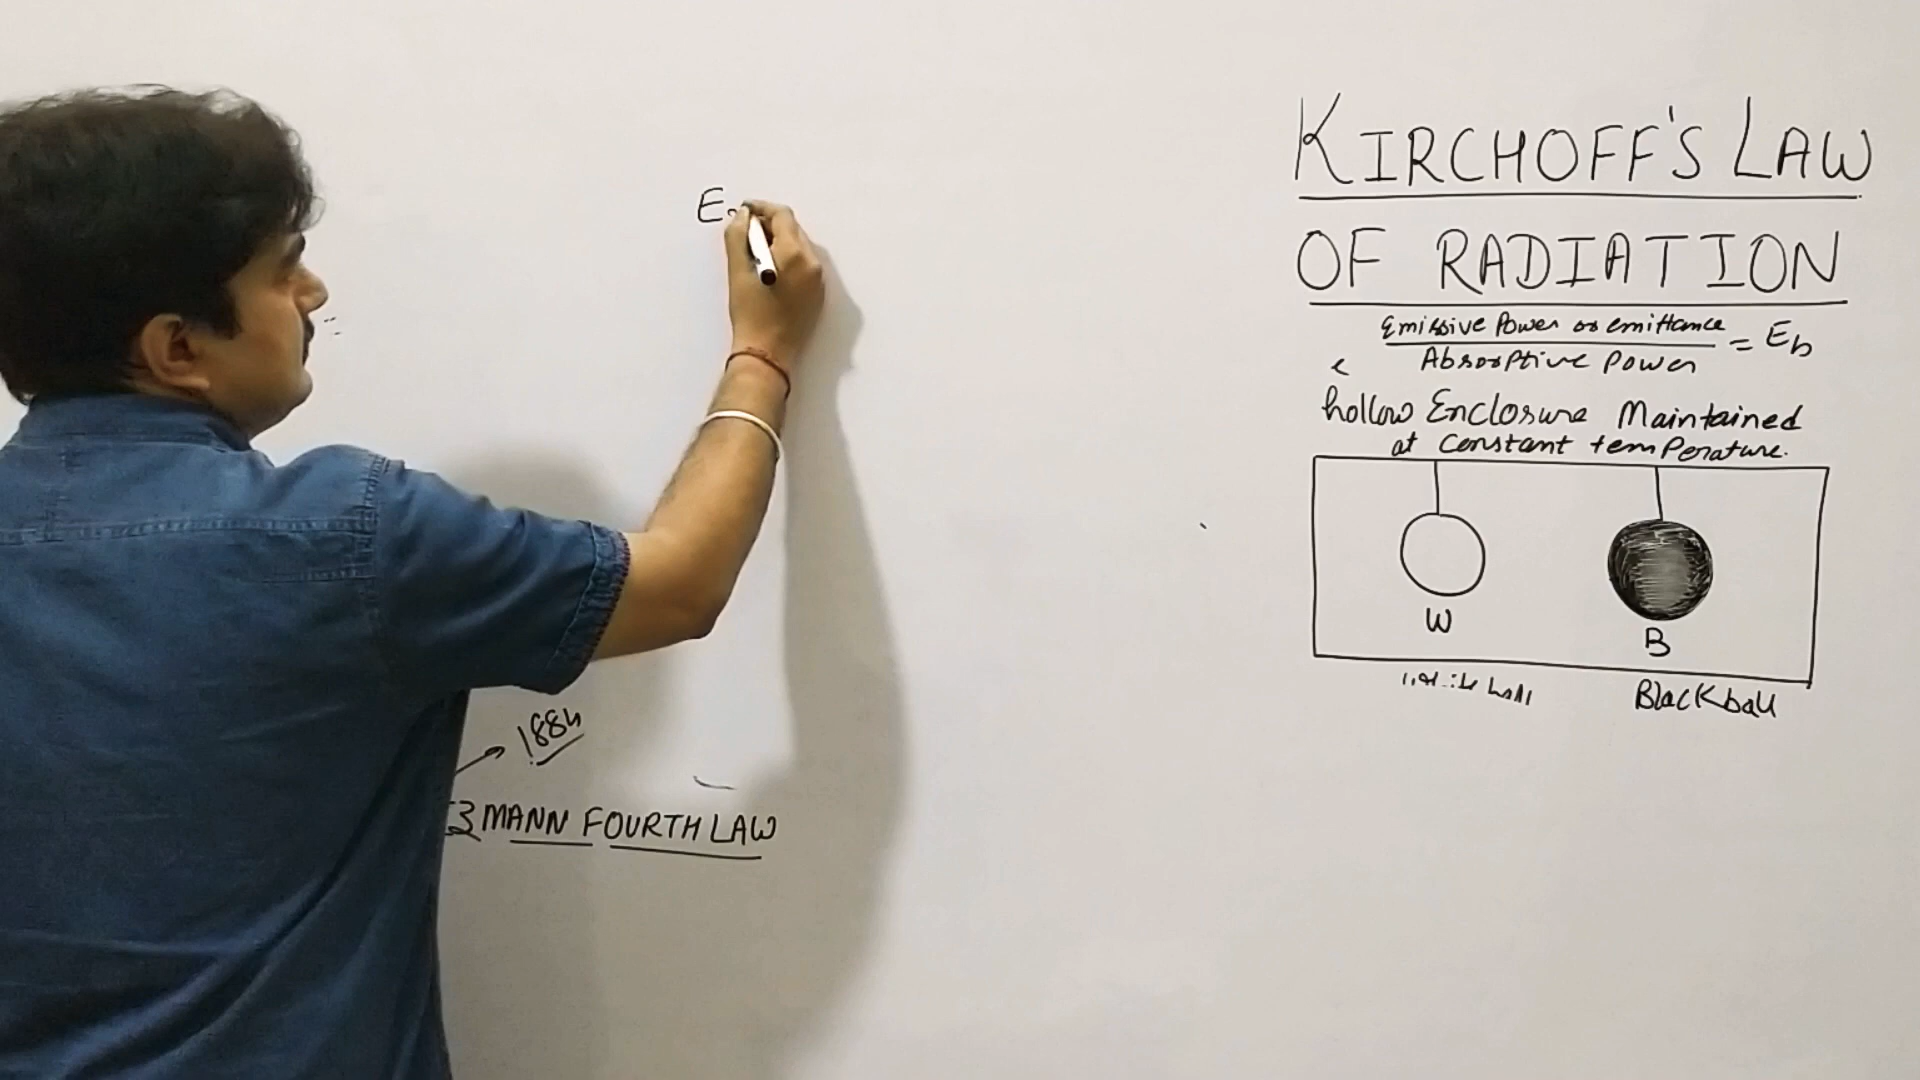 E
KIRCHOFF'S LAW
OF RADIATION
Emissive Power or emittance
Absorptive Power
= Eb
hollow Enclosure Maintained
at constant temperature.
W
B
Blackball
1884
MANN FOURTH LAW